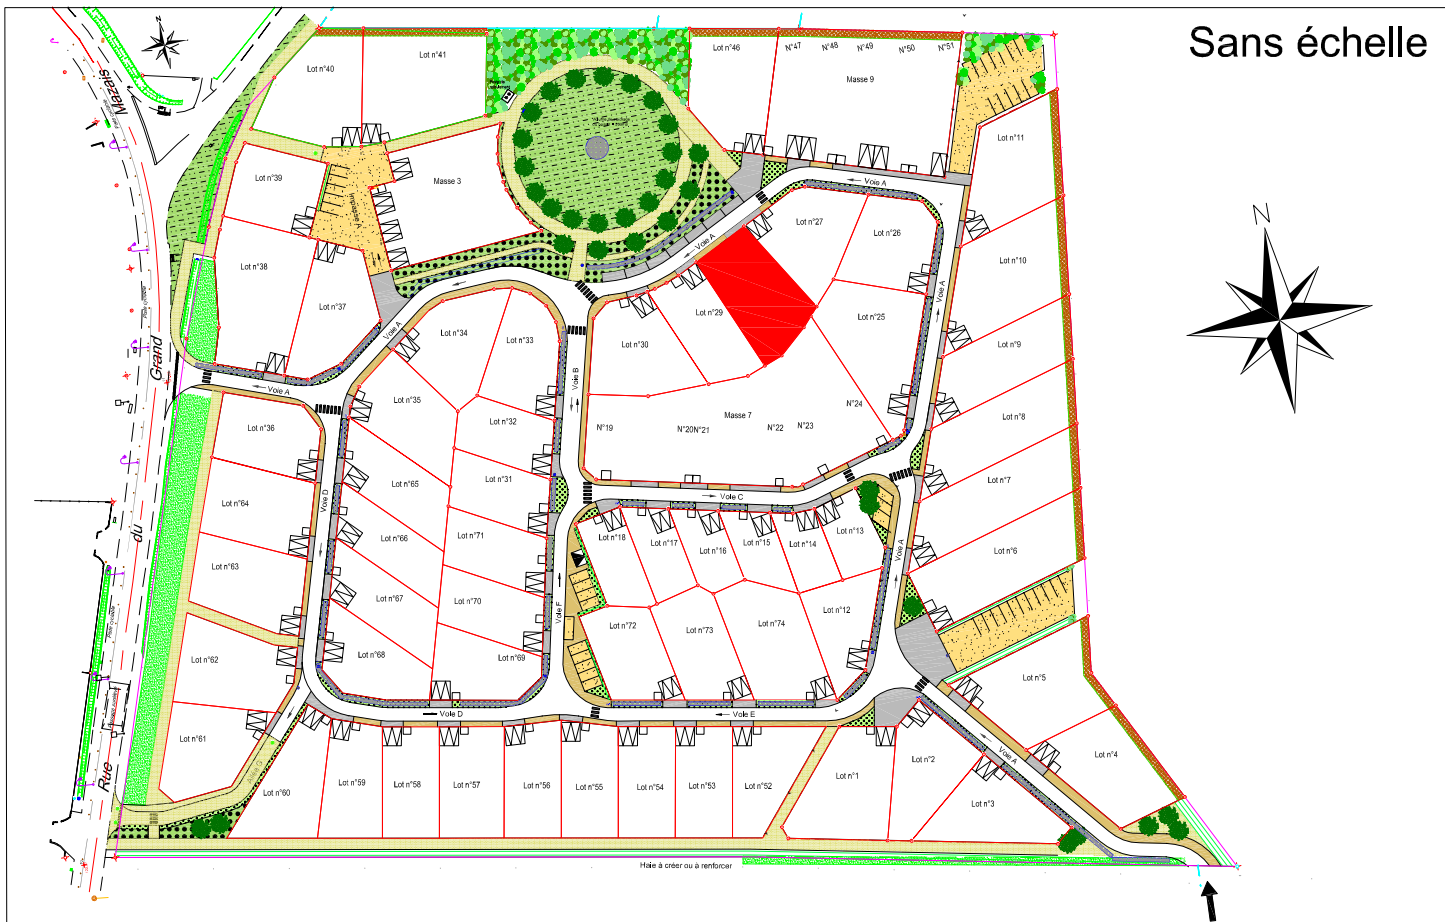 Sans échelle
N
Lot n°40
Lot n°41
Lot n°46
N°47
N°48
N°49
N°50
N°51
Masse 9
Lot n°11
Lot n°39
Masse 3
Voie A
Lot n°27
Lot n°26
Lot n°38
Lot n°37
Voie A
Lot n°10
Lot n°25
Voie A
Lot n°29
Lot n°30
Lot n°34
Lot n°33
Voie A
Lot n°9
Voie B
Voie A
Lot n°35
Lot n°32
Masse 7
N°19
N°20
N°21
N°22
N°23
N°24
Lot n°8
Lot n°36
Lot n°65
Lot n°31
Lot n°7
Lot n°64
Voie D
Voie C
Lot n°66
Lot n°71
Lot n°18
Lot n°17
Lot n°16
Lot n°15
Lot n°14
Lot n°13
Voie A
Lot n°6
Lot n°63
Lot n°67
Lot n°70
Voie F
Lot n°72
Lot n°73
Lot n°74
Lot n°12
Lot n°62
Lot n°68
Lot n°69
Lot n°5
Voie D
Voie E
Lot n°61
Aire G
Lot n°60
Lot n°59
Lot n°58
Lot n°57
Lot n°56
Lot n°55
Lot n°54
Lot n°53
Lot n°52
Lot n°1
Lot n°2
Lot n°3
Voie A
Lot n°4
Haie à créer ou à renforcer
Rue du Grand Mazais
N